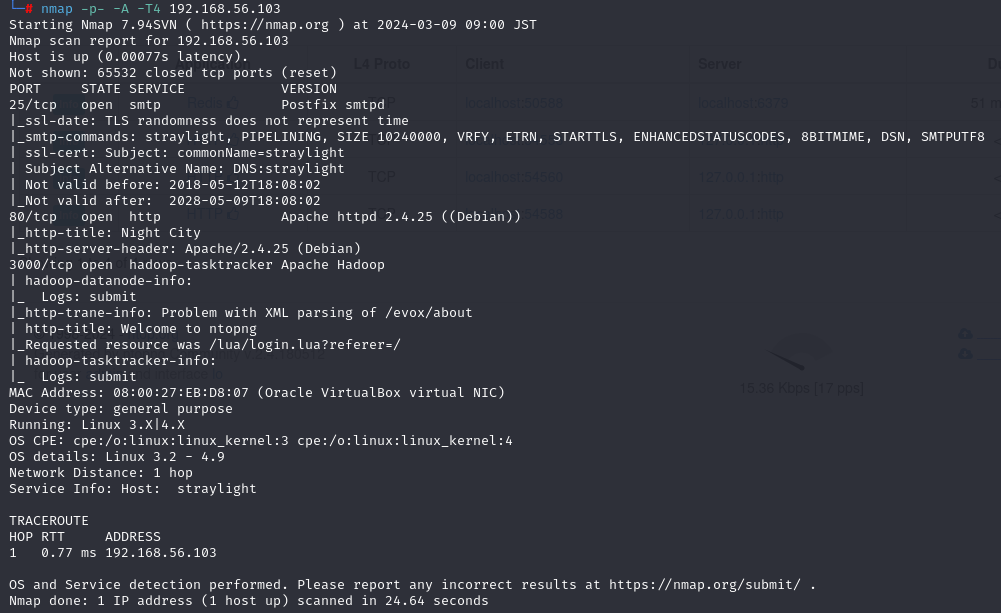 └─# nmap -p- -A -T4 192.168.56.103
Starting Nmap 7.94SVN ( https://nmap.org ) at 2024-03-09 09:00 JST
Nmap scan report for 192.168.56.103
Host is up (0.00077s latency).
Not shown: 65532 closed tcp ports (reset)
PORT     STATE SERVICE           VERSION
25/tcp   open  smtp              Postfix smtpd
|_ssl-date: TLS randomness does not represent time
|_smtp-commands: straylight, PIPELINING, SIZE 10240000, VRFY, ETRN, STARTTLS, ENHANCEDSTATUSCODES, 8BITMIME, DSN, SMTPUTF8
| ssl-cert: Subject: commonName=straylight
| Subject Alternative Name: DNS:straylight
| Not valid before: 2018-05-12T18:08:02
|_Not valid after:  2028-05-09T18:08:02
80/tcp   open  http              Apache httpd 2.4.25 ((Debian))
|_http-title: Night City
|_http-server-header: Apache/2.4.25 (Debian)
3000/tcp open  hadoop-tasktracker Apache Hadoop
| hadoop-datanode-info:
|_  Logs: submit
|_http-trane-info: Problem with XML parsing of /evox/about
| http-title: Welcome to ntopng
|_Requested resource was /lua/login.lua?referer=/
| hadoop-tasktracker-info:
|_  Logs: submit
MAC Address: 08:00:27:EB:D8:07 (Oracle VirtualBox virtual NIC)
Device type: general purpose
Running: Linux 3.X|4.X
OS CPE: cpe:/o:linux:linux_kernel:3 cpe:/o:linux:linux_kernel:4
OS details: Linux 3.2 - 4.9
Network Distance: 1 hop
Service Info: Host:  straylight
TRACEROUTE
HOP RTT     ADDRESS
1   0.77 ms 192.168.56.103
OS and Service detection performed. Please report any incorrect results at https://nmap.org/submit/ .
Nmap done: 1 IP address (1 host up) scanned in 24.64 seconds
L4 Proto
Client
Server
TCP
15.38 Kbps [17 pps]